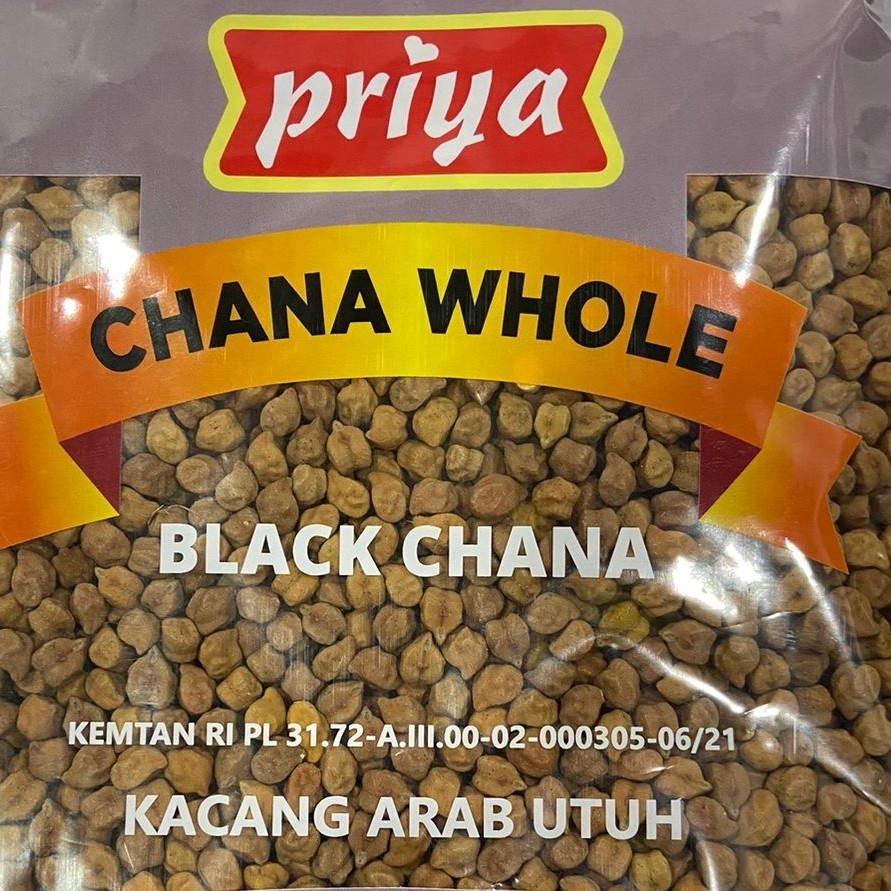 priya
CHANA WHOLE
BLACK CHANA
KEMTAN RI PL 31.72-A.III.00-02-000305-06/21
KACANG ARAB UTUH